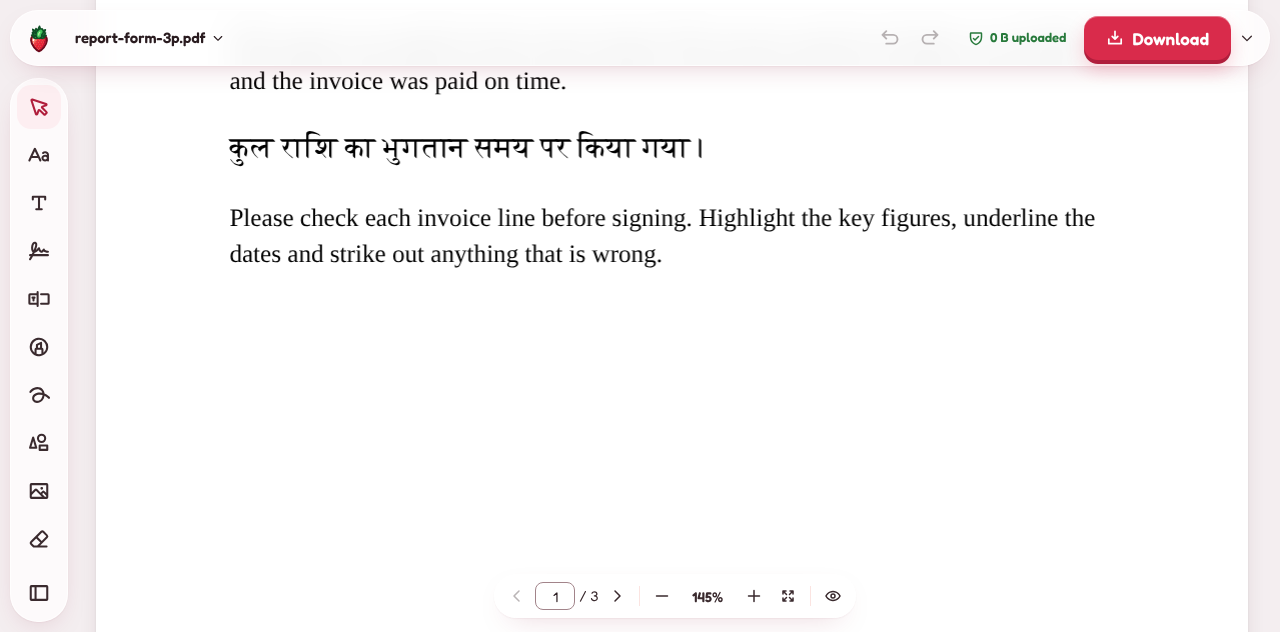 report-form-3p.pdf
0 B uploaded
Download
and the invoice was paid on time.
Aa
कुल राशि का भुगतान समय पर किया गया।
T
Please check each invoice line before signing. Highlight the key figures, underline the
dates and strike out anything that is wrong.
1 / 3
145%